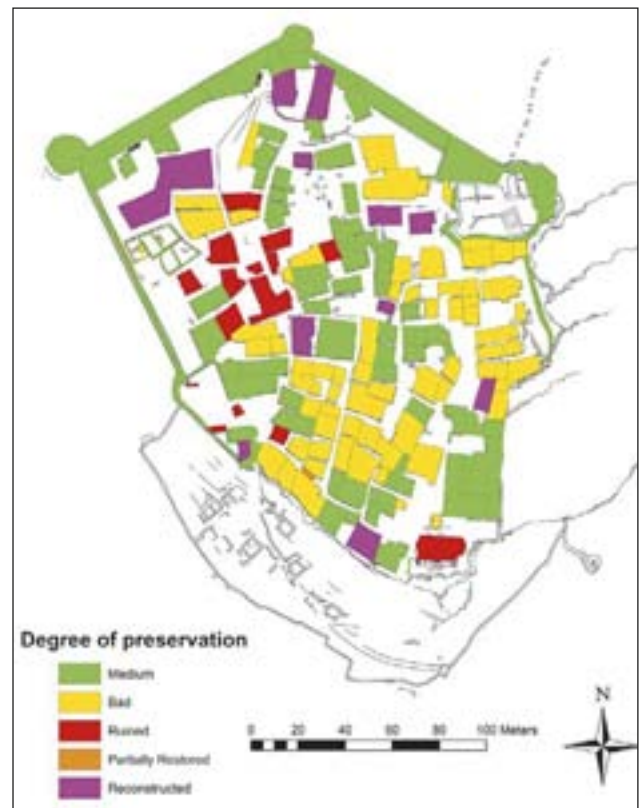 Degree of preservation
Medium
Bad
Ruined
Partially Restored
Reconstructed
0 20 40 60 80 100 Meters
N